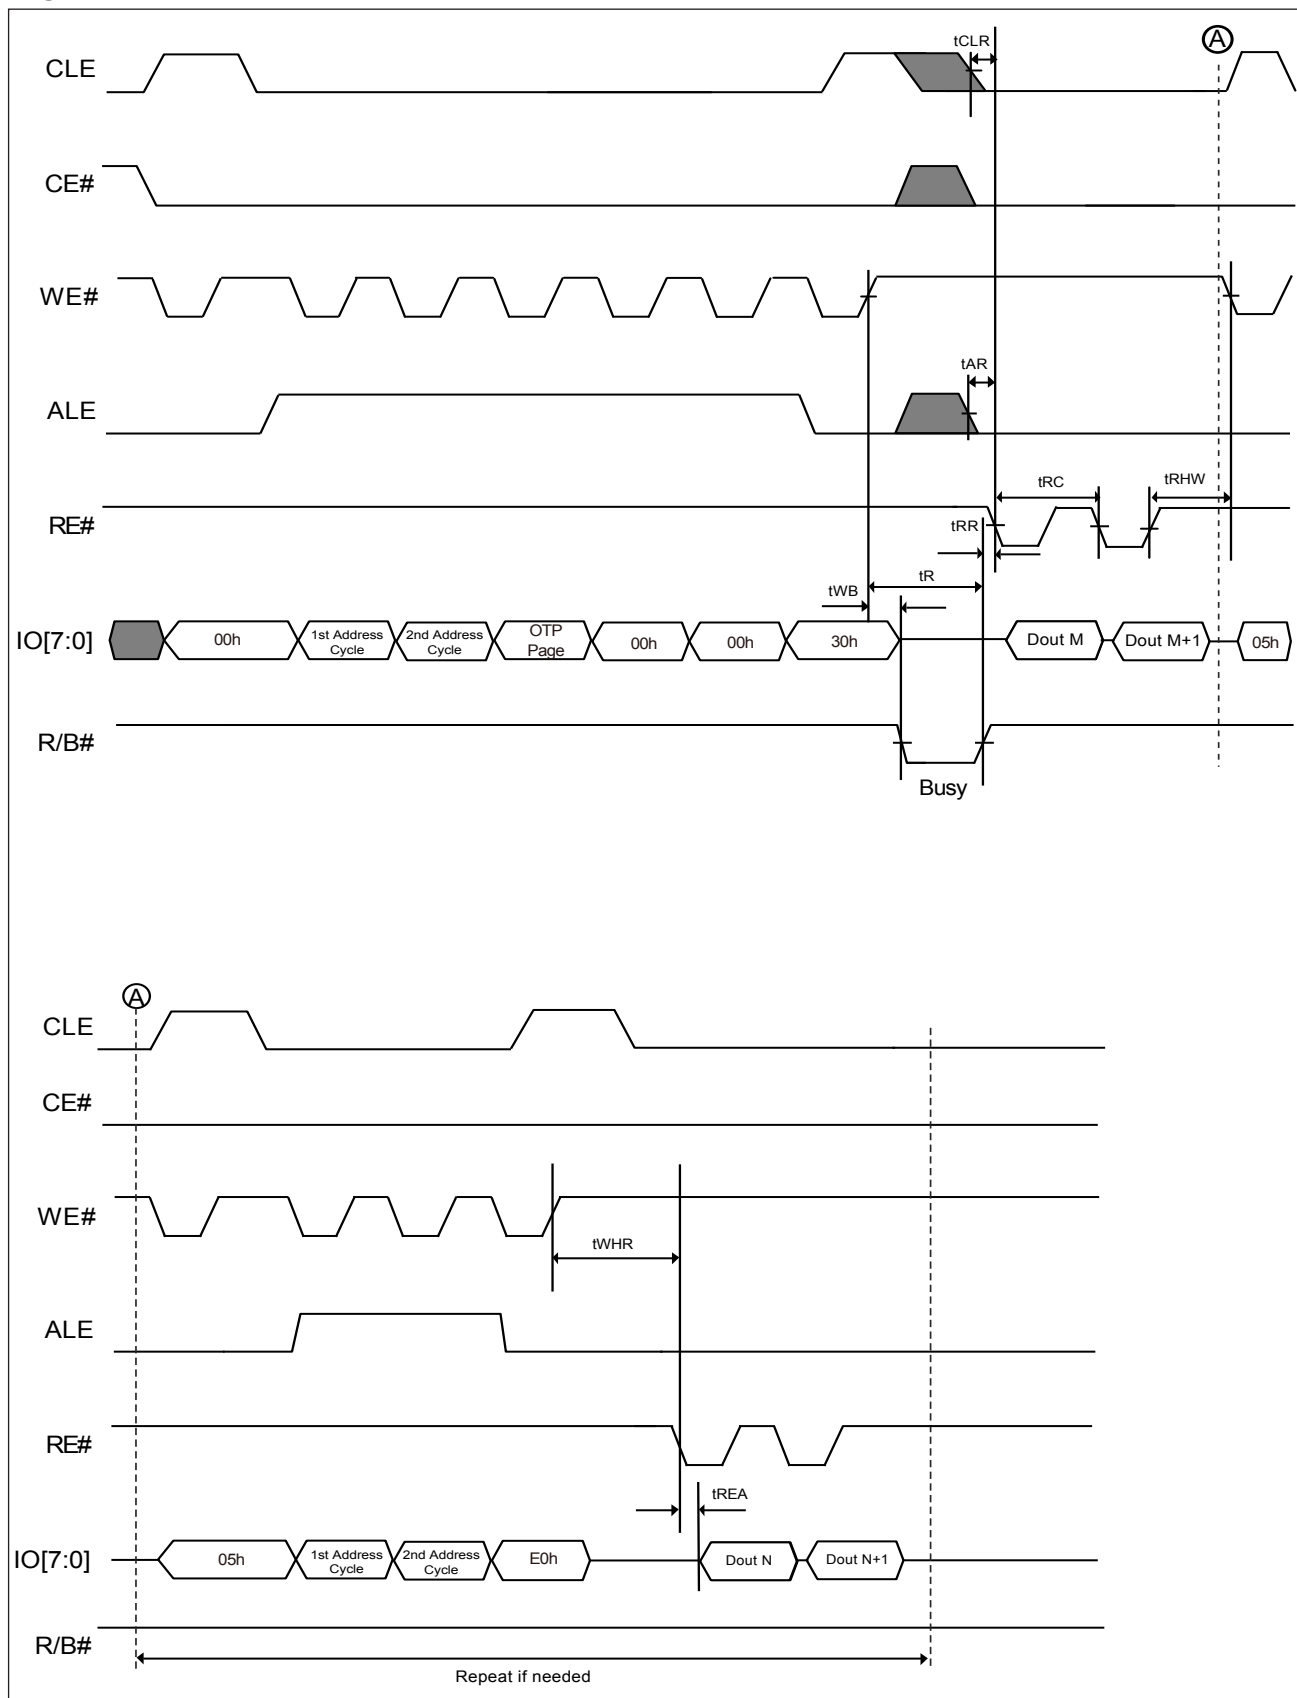 A
tCLR
CLE
CE#
WE#
tAR
ALE
tRC
tRHW
RE#
tRR
tR
tWB
IO[7:0]
00h
1st Address
Cycle
2nd Address
Cycle
OTP
Page
00h
00h
30h
Dout M
Dout M+1
05h
R/B#
Busy
A
CLE
CE#
WE#
tWHR
ALE
RE#
tREA
IO[7:0]
05h
1st Address
Cycle
2nd Address
Cycle
E0h
Dout N
Dout N+1
R/B#
Repeat if needed